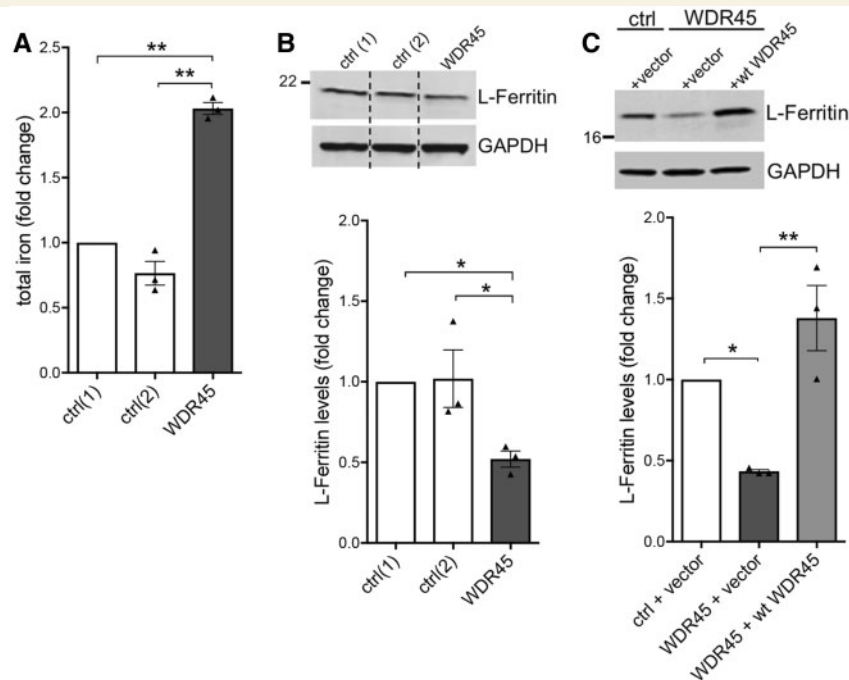 A
total iron (fold change)
2.5
2.0
1.5
1.0
0.5
0.0
**
**
ctrl(1)
ctrl(2)
WDR45
B
ctrl (1)
ctrl (2)
WDR45
22
L-Ferritin
GAPDH
L-Ferritin levels (fold change)
2.0
1.5
1.0
0.5
0.0
*
*
ctrl(1)
ctrl(2)
WDR45
C
ctrl WDR45
+vector
+vector
+wt WDR45
L-Ferritin
16
GAPDH
L-Ferritin levels (fold change)
2.0
1.5
1.0
0.5
0.0
**
*
ctrl + vector
WDR45 + vector
WDR45 + wt WDR45